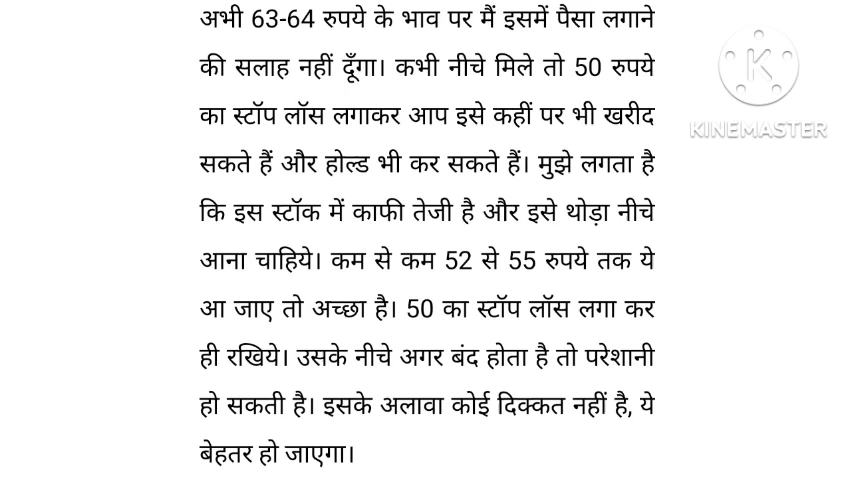 अभी 63-64 रुपये के भाव पर मैं इसमें पैसा लगाने
की सलाह नहीं दूँगा। कभी नीचे मिले तो 50 रुपये
का स्टॉप लॉस लगाकर आप इसे कहीं पर भी खरीद
सकते हैं और होल्ड भी कर सकते हैं। मुझे लगता है
कि इस स्टॉक में काफी तेजी है और इसे थोड़ा नीचे
आना चाहिये। कम से कम 52 से 55 रुपये तक ये
आ जाए तो अच्छा है। 50 का स्टॉप लॉस लगा कर
ही रखिये। उसके नीचे अगर बंद होता है तो परेशानी
हो सकती है। इसके अलावा कोई दिक्कत नहीं है, ये
बेहतर हो जाएगा।
K
KINEMASTER